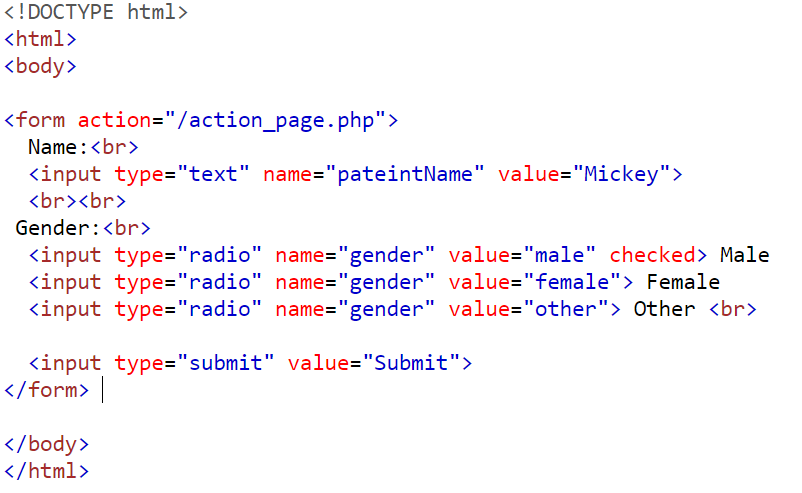 <!DOCTYPE html>
<html>
<body>
<form action="/action_page.php">
Name:<br>
<input type="text" name="pateintName" value="Mickey">
<br><br>
Gender:<br>
<input type="radio" name="gender" value="male" checked> Male
<input type="radio" name="gender" value="female"> Female
<input type="radio" name="gender" value="other"> Other <br>
<input type="submit" value="Submit">
</form>
</body>
</html>